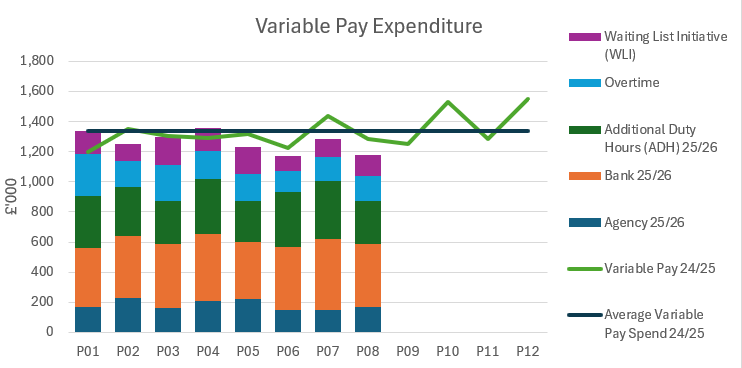 Variable Pay Expenditure
£'000
1,800
1,600
1,400
1,200
1,000
800
600
400
200
0
P01 P02 P03 P04 P05 P06 P07 P08 P09 P10 P11 P12
Waiting List Initiative
(WLI)
Overtime
Additional Duty
Hours (ADH) 25/26
Bank 25/26
Agency 25/26
Variable Pay 24/25
Average Variable
Pay Spend 24/25